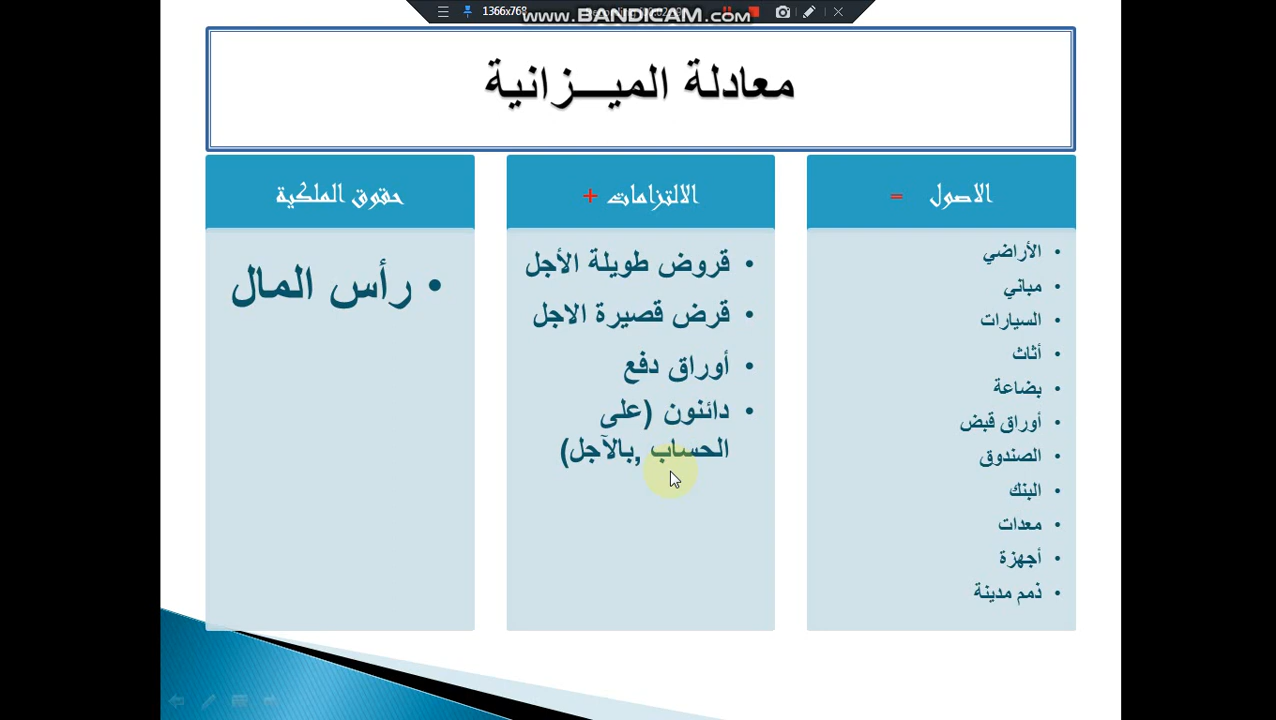 1366x768
www.BANDICAM.com
معادلة الميـــزانية
الاصول =
الالتزامات +
حقوق الملكية
• الأراضي
• مباني
• السيارات
• أثاث
• بضاعة
• أوراق قبض
• الصندوق
• البنك
• معدات
• أجهزة
• ذمم مدينة
• قروض طويلة الأجل
• قرض قصيرة الاجل
• أوراق دفع
• دائنون (على
الحساب ,بالآجل)
• رأس المال